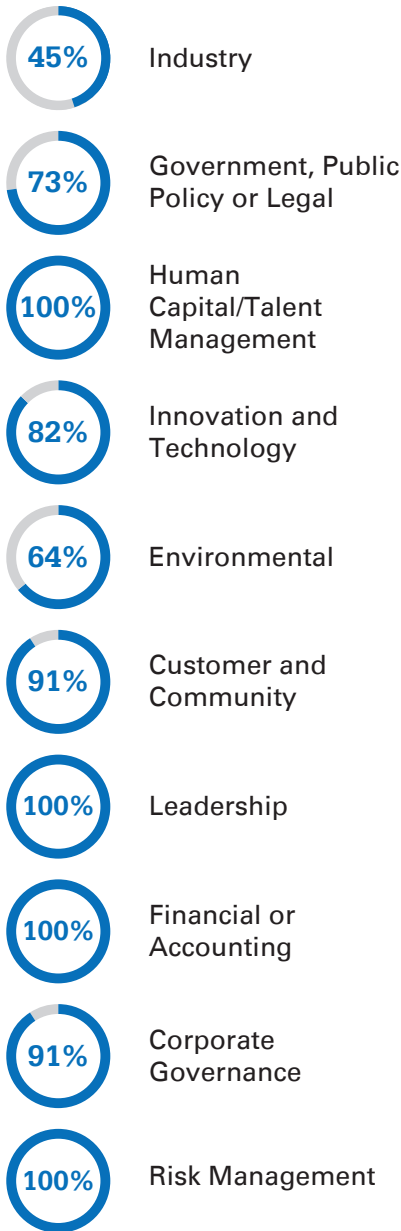 45%
Industry
73%
Government, Public
Policy or Legal
100%
Human
Capital/Talent
Management
82%
Innovation and
Technology
64%
Environmental
91%
Customer and
Community
100%
Leadership
100%
Financial or
Accounting
91%
Corporate
Governance
100%
Risk Management